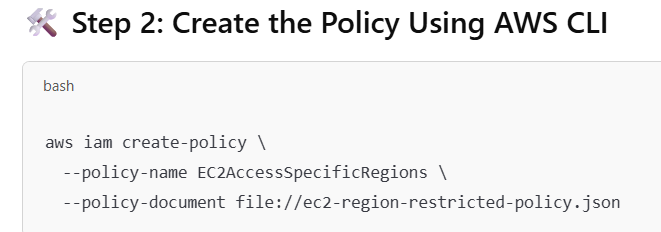 🛠️ Step 2: Create the Policy Using AWS CLI
bash
aws iam create-policy \
  --policy-name EC2AccessSpecificRegions \
  --policy-document file://ec2-region-restricted-policy.json